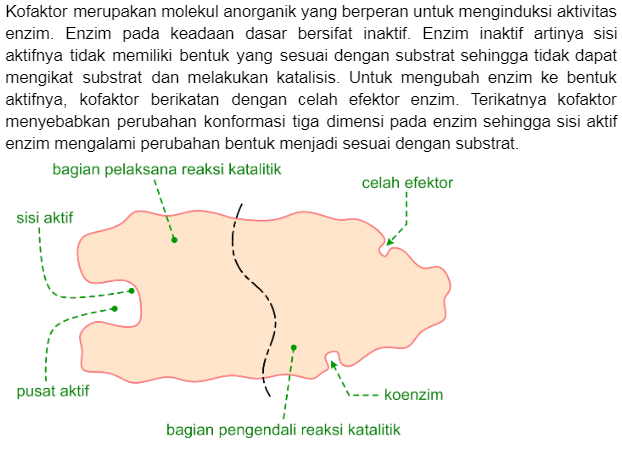 Kofaktor merupakan molekul anorganik yang berperan untuk menginduksi aktivitas
enzim. Enzim pada keadaan dasar bersifat inaktif. Enzim inaktif artinya sisi
aktifnya tidak memiliki bentuk yang sesuai dengan substrat sehingga tidak dapat
mengikat substrat dan melakukan katalisis. Untuk mengubah enzim ke bentuk
aktifnya, kofaktor berikatan dengan celah efektor enzim. Terikatnya kofaktor
menyebabkan perubahan konformasi tiga dimensi pada enzim sehingga sisi aktif
enzim mengalami perubahan bentuk menjadi sesuai dengan substrat.
bagian pelaksana reaksi katalitik
celah efektor
sisi aktif
pusat aktif
koenzim
bagian pengendali reaksi katalitik